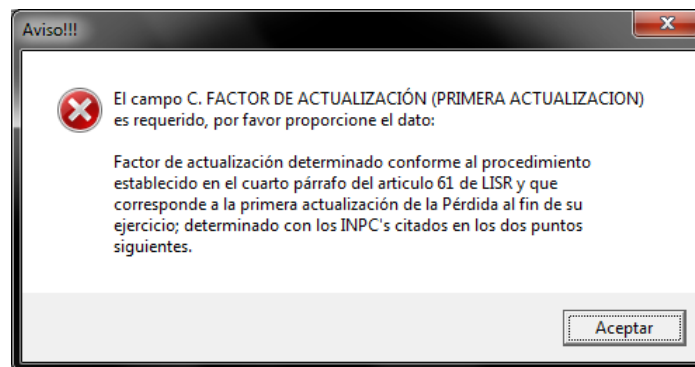 Aviso!!!
El campo C. FACTOR DE ACTUALIZACIÓN (PRIMERA ACTUALIZACION)
es requerido, por favor proporcione el dato:
Factor de actualización determinado conforme al procedimiento
establecido en el cuarto párrafo del articulo 61 de LISR y que
corresponde a la primera actualización de la Pérdida al fin de su
ejercicio; determinado con los INPC's citados en los dos puntos
siguientes.
Aceptar